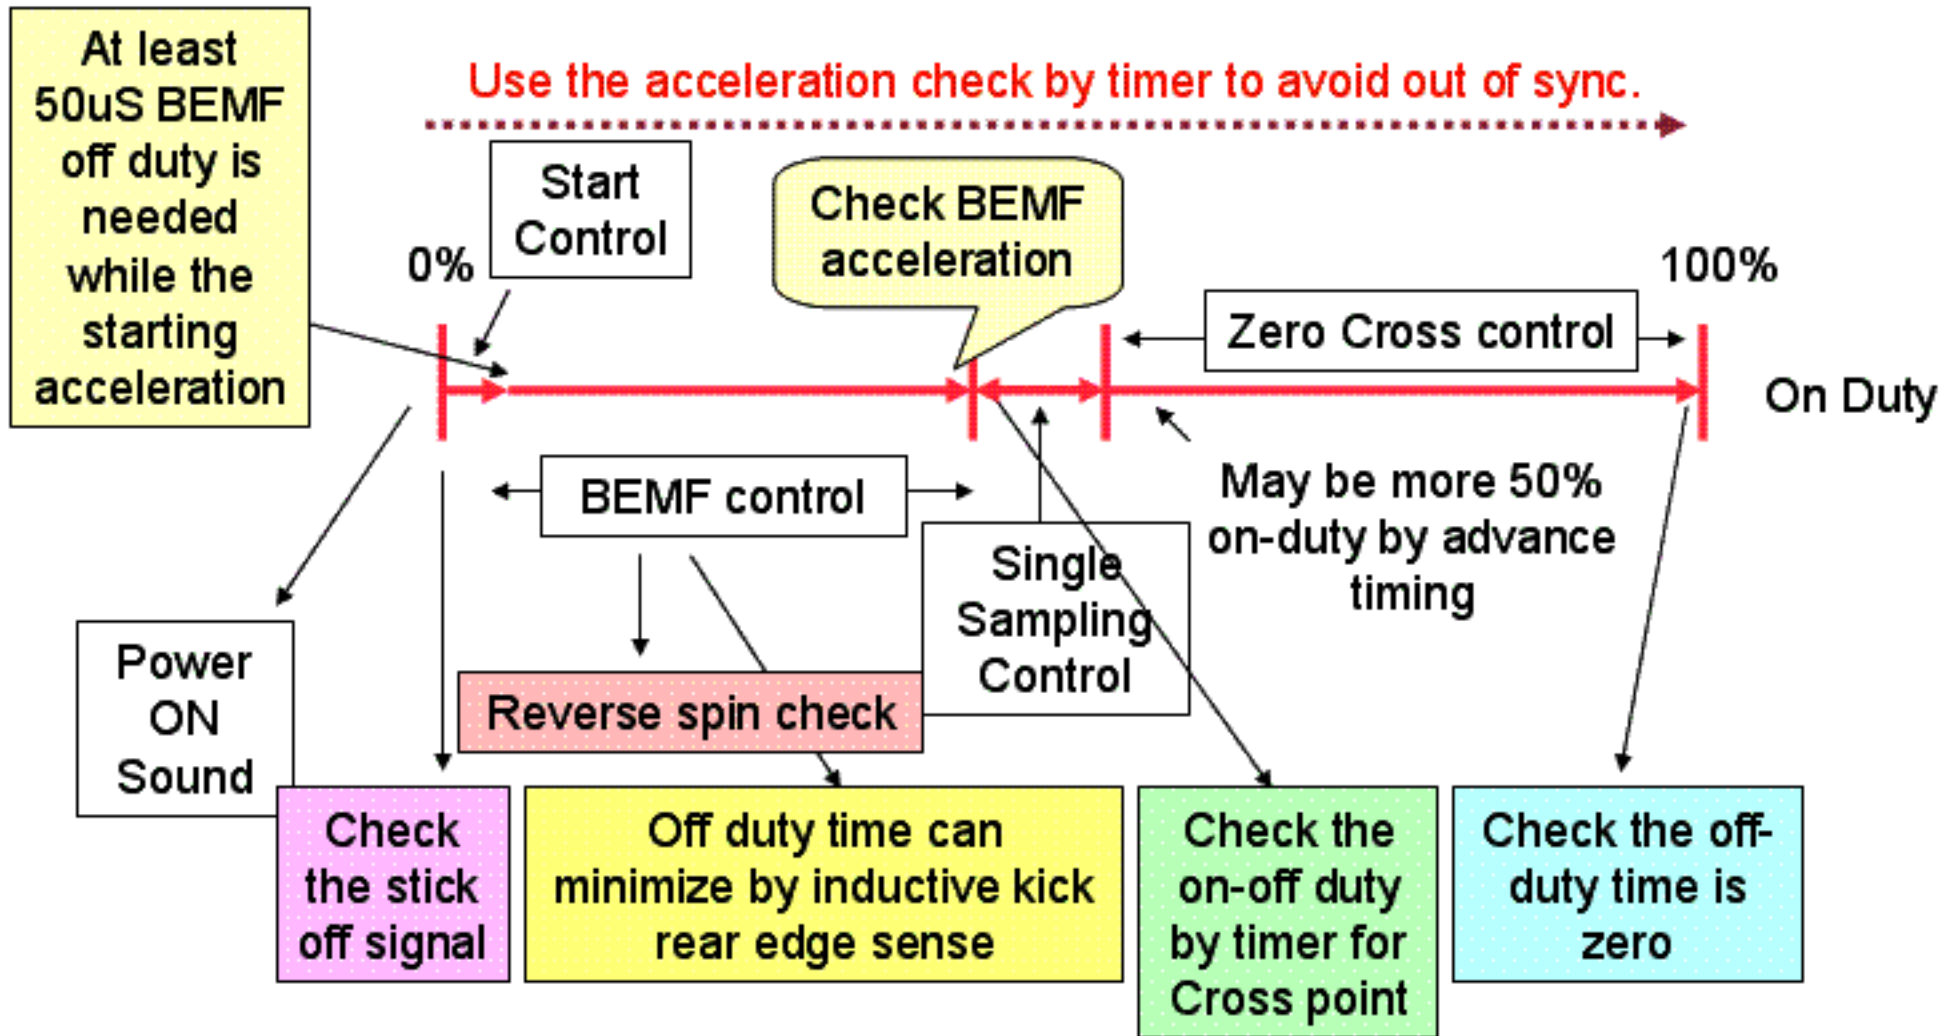 At least
50uS BEMF
off duty is
needed
while the
starting
acceleration
Use the acceleration check by timer to avoid out of sync.
Start
Control
0%
Check BEMF
acceleration
100%
Zero Cross control
On Duty
BEMF control
May be more 50%
on-duty by advance
timing
Single
Sampling
Control
Power
ON
Sound
Reverse spin check
Check
the stick
off signal
Off duty time can
minimize by inductive kick
rear edge sense
Check the
on-off duty
by timer for
Cross point
Check the off-
duty time is
zero